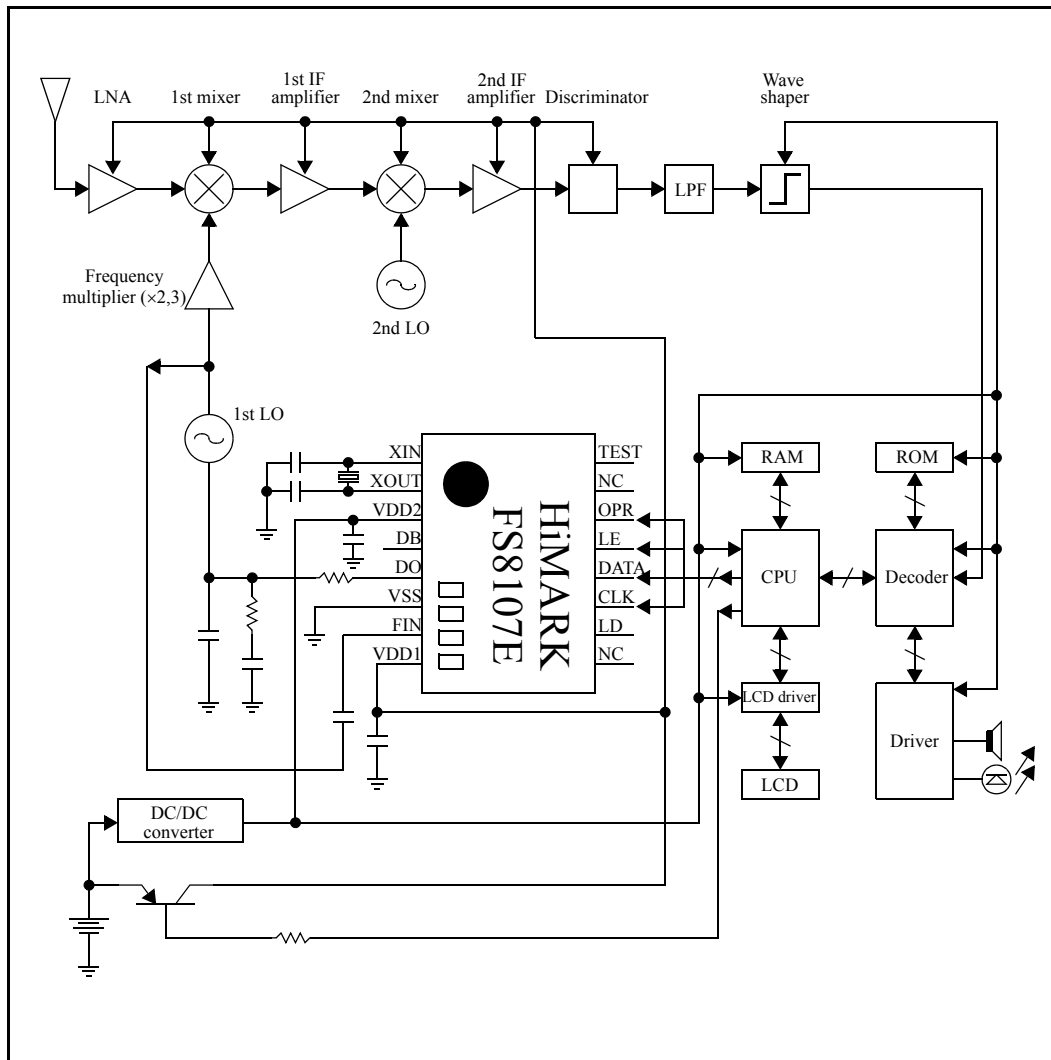 LNA
1st mixer
1st IF
amplifier
2nd mixer
2nd IF
amplifier
Discriminator
Wave
shaper
LPF
Frequency
multiplier (×2,3)
2nd LO
1st LO
XIN
XOUT
VDD2
DB
DO
VSS
FIN
VDD1
HiMARK
FS8107E
TEST
NC
OPR
LE
DATA
CLK
LD
NC
RAM
ROM
CPU
Decoder
LCD driver
Driver
LCD
DC/DC
converter